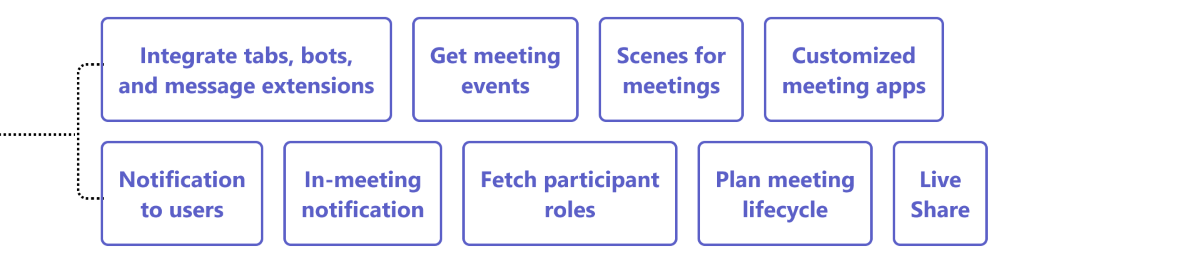 Integrate tabs, bots,
and message extensions
Get meeting
events
Scenes for
meetings
Customized
meeting apps
Notification
to users
In-meeting
notification
Fetch participant
roles
Plan meeting
lifecycle
Live
Share